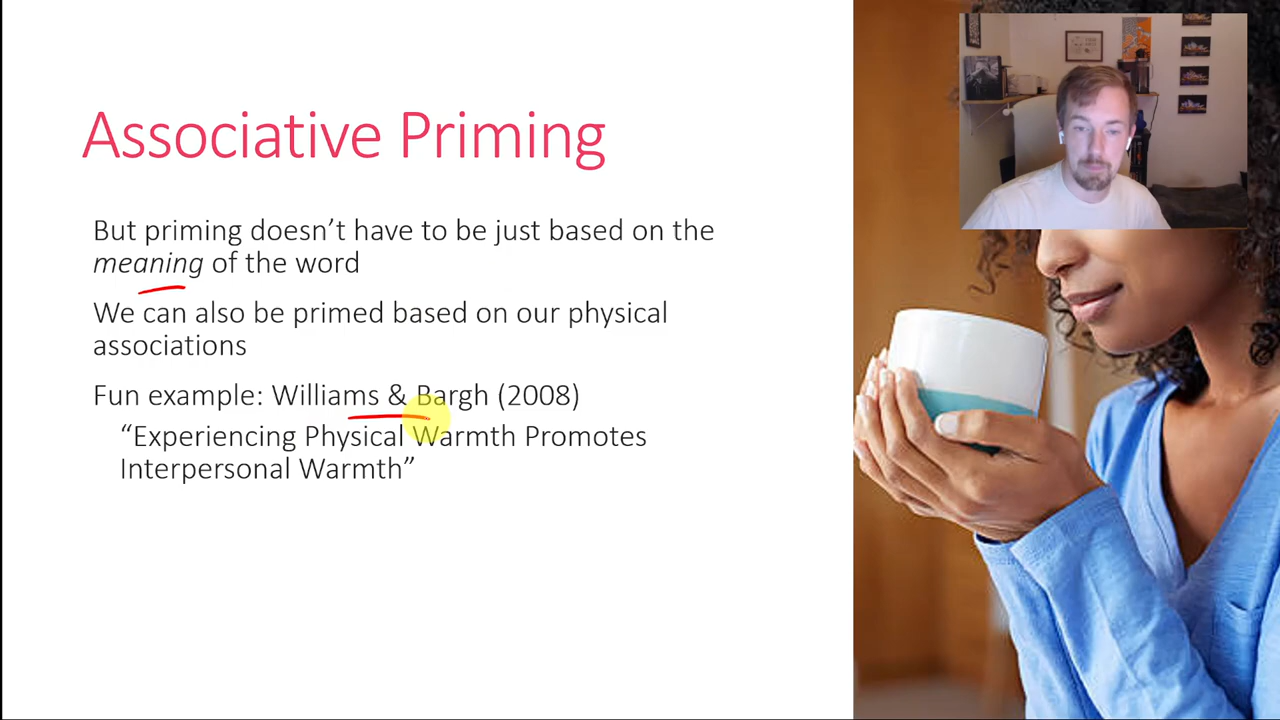 Associative Priming
But priming doesn’t have to be just based on the
meaning of the word
We can also be primed based on our physical
associations
Fun example: Williams & Bargh (2008)
“Experiencing Physical Warmth Promotes
Interpersonal Warmth”